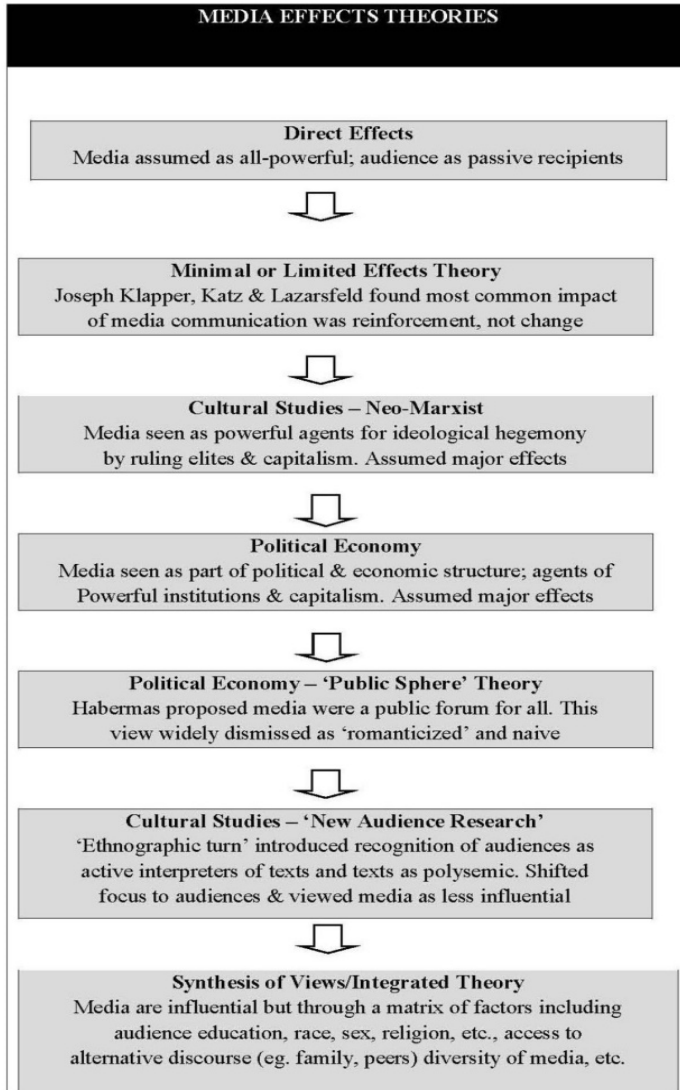 MEDIA EFFECTS THEORIES
Direct Effects
Media assumed as all-powerful; audience as passive recipients
Minimal or Limited Effects Theory
Joseph Klapper, Katz & Lazarsfeld found most common impact
of media communication was reinforcement, not change
Cultural Studies – Neo-Marxist
Media seen as powerful agents for ideological hegemony
by ruling elites & capitalism. Assumed major effects
Political Economy
Media seen as part of political & economic structure; agents of
Powerful institutions & capitalism. Assumed major effects
Political Economy – ‘Public Sphere’ Theory
Habermas proposed media were a public forum for all. This
view widely dismissed as ‘romanticized’ and naive
Cultural Studies – ‘New Audience Research’
‘Ethnographic turn’ introduced recognition of audiences as
active interpreters of texts and texts as polysemic. Shifted
focus to audiences & viewed media as less influential
Synthesis of Views/Integrated Theory
Media are influential but through a matrix of factors including
audience education, race, sex, religion, etc., access to
alternative discourse (eg. family, peers) diversity of media, etc.